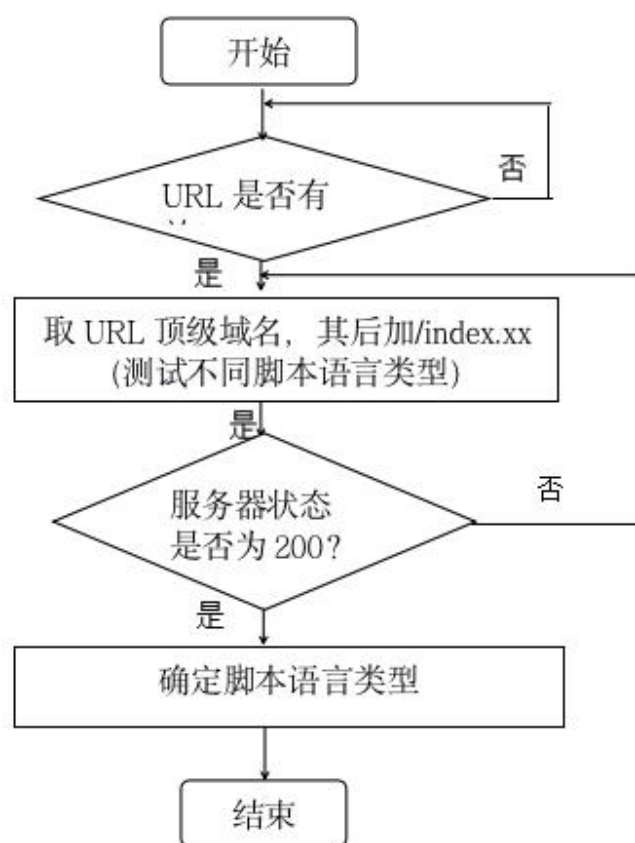 开始
否
URL 是否有
是
取 URL 顶级域名，其后加/index.xx
(测试不同脚本语言类型)
是
服务器状态
是否为 200？
否
是
确定脚本语言类型
结束